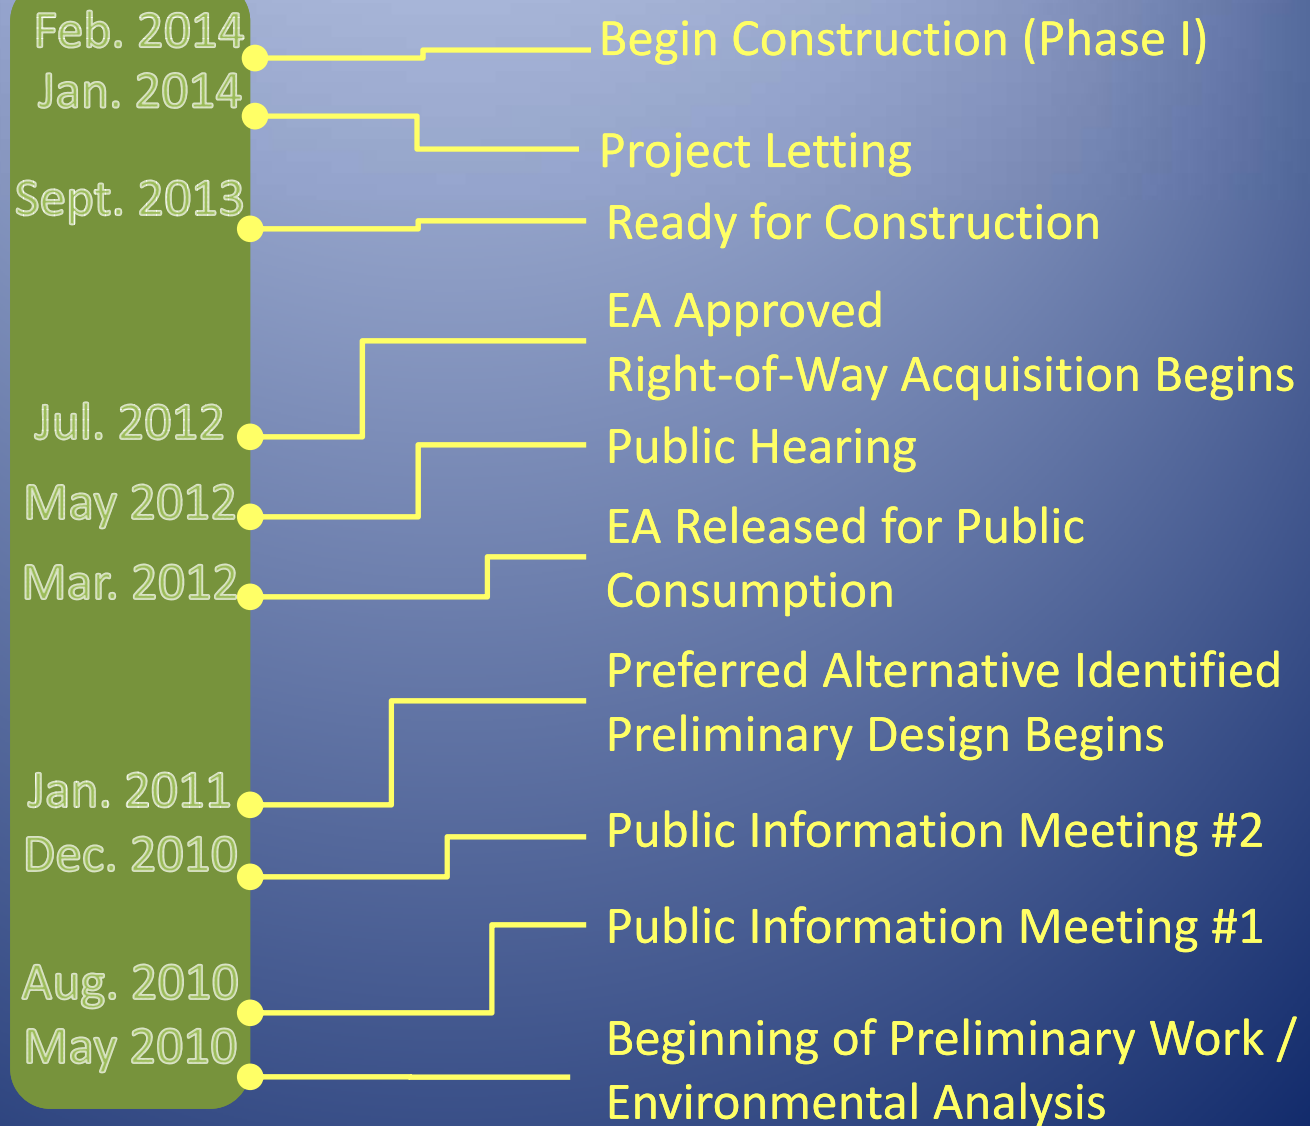 Feb. 2014
Begin Construction (Phase I)
Jan. 2014
Project Letting
Sept. 2013
Ready for Construction
EA Approved
Right-of-Way Acquisition Begins
Jul. 2012
Public Hearing
May 2012
EA Released for Public
Consumption
Mar. 2012
Preferred Alternative Identified
Preliminary Design Begins
Jan. 2011
Public Information Meeting #2
Dec. 2010
Public Information Meeting #1
Aug. 2010
Beginning of Preliminary Work /
Environmental Analysis
May 2010